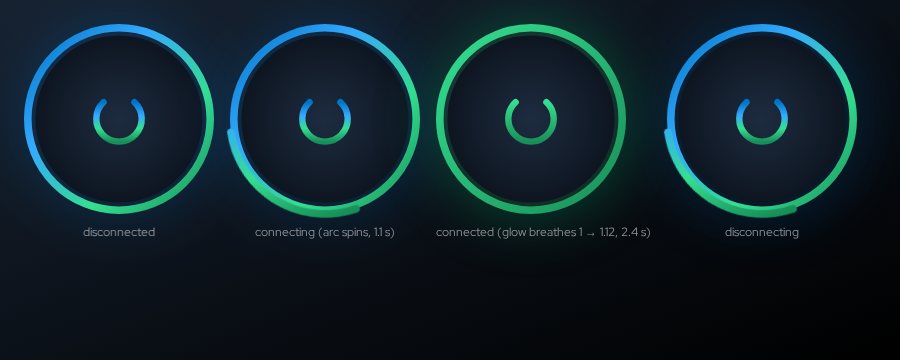 disconnected
connecting (arc spins, 1.1 s)
connected (glow breathes 1 → 1.12, 2.4 s)
disconnecting